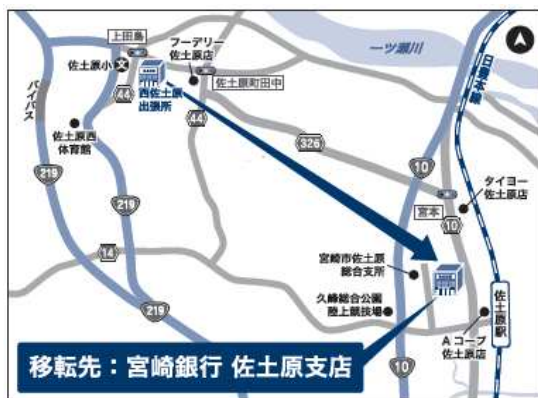 上田島
フーデリー
佐土原店
佐土原小
文
西佐土原
出張所
佐土原町田中
一ツ瀬川
日豊本線
バイパス
44
44
佐土原西
体育館
326
10
タイヨー
佐土原店
219
219
宮本
10
14
宮崎市佐土原
総合支所
久峰総合公園
陸上競技場
219
佐土原駅
Aコープ
佐土原店
10
移転先：宮崎銀行 佐土原支店